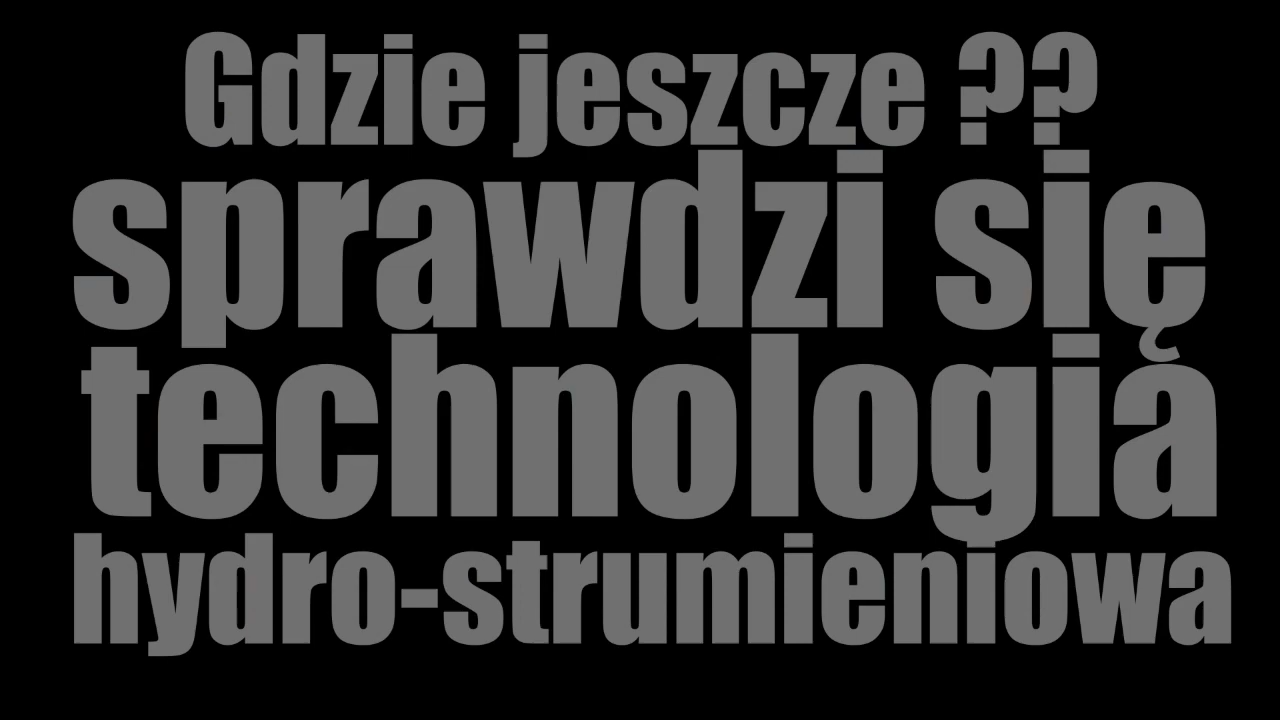 Gdzie jeszcze ??
sprawdzi się
technologia
hydro-strumieniowa